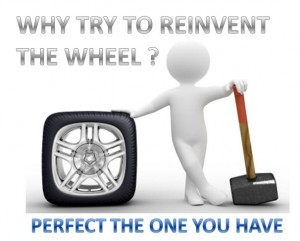 WHY TRY TO REINVENT
THE WHEEL ?
PERFECT THE ONE YOU HAVE